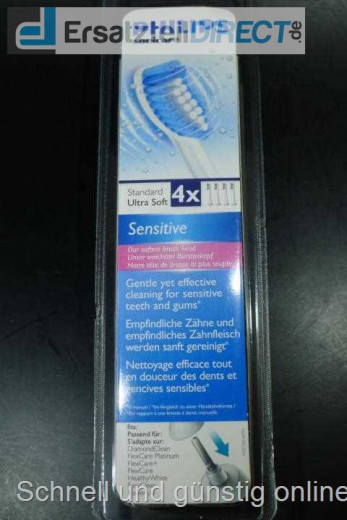 ErsatzteilDIRECT.de
PHILIPS
sonicare
Standard
Ultra Soft 4x
Sensitive
Our softest brush head
Unser weichster Bürstenkopf
Notre tête de brosse la plus souple
Gentle yet effective
cleaning for sensitive
teeth and gums*
Empfindliche Zähne und
empfindliches Zahnfleisch
werden sanft gereinigt*
Nettoyage efficace tout
en douceur des dents et
gencives sensibles*
fits:
Passend für:
S'adapte sur:
DiamondClean
FlexCare Platinum
FlexCare+
FlexCare
HealthyWhite
Schnell und günstig online